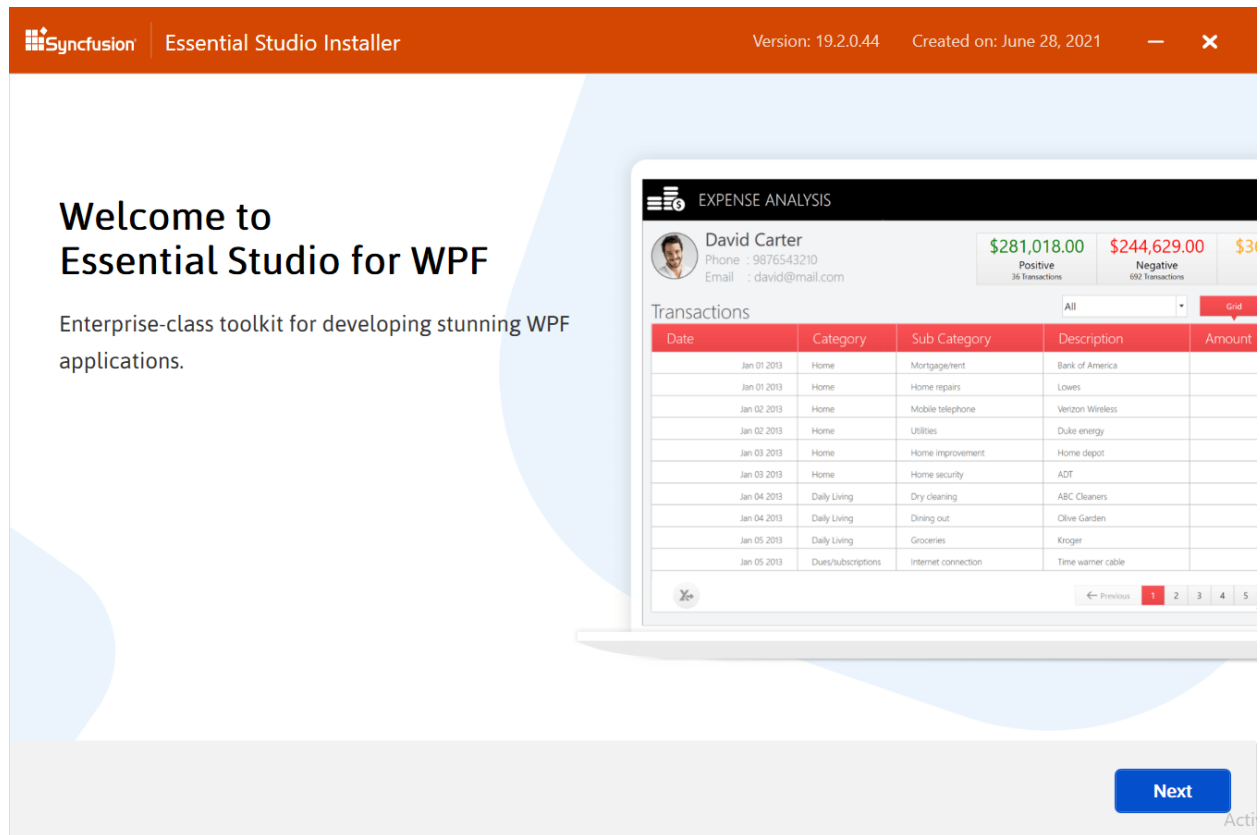 Syncfusion Essential Studio Installer Version: 19.2.0.44 Created on: June 28, 2021
Welcome to
Essential Studio for WPF
Enterprise-class toolkit for developing stunning WPF
applications.
EXPENSE ANALYSIS
David Carter
Phone : 9876543210
Email : david@mail.com
$281,018.00 $244,629.00 $36
Positive Negative
36 Transactions 692 Transactions
Transactions All Grid
Date Category Sub Category Description Amount
Jan 01 2013 Home Mortgage/rent Bank of America
Jan 01 2013 Home Home repairs Lowes
Jan 02 2013 Home Mobile telephone Verizon Wireless
Jan 02 2013 Home Utilities Duke energy
Jan 03 2013 Home Home improvement Home depot
Jan 03 2013 Home Home security ADT
Jan 04 2013 Daily Living Dry cleaning ABC Cleaners
Jan 04 2013 Daily Living Dining out Olive Garden
Jan 05 2013 Daily Living Groceries Kroger
Jan 05 2013 Dues/subscriptions Internet connection Time warner cable
Previous 1 2 3 4 5
Next
Acti